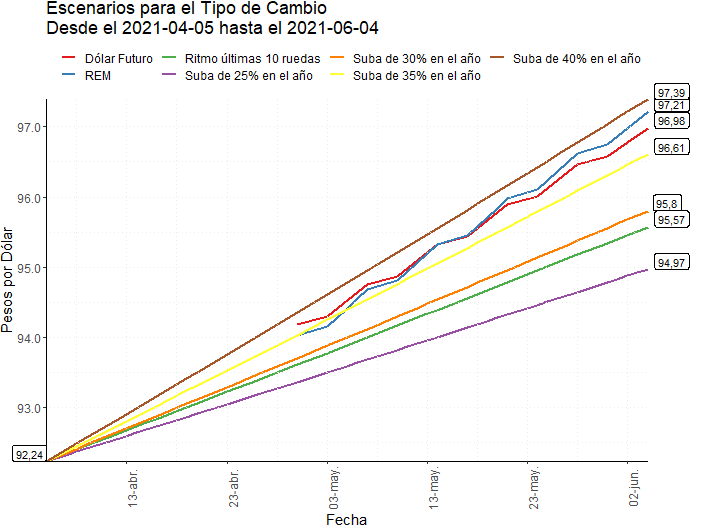 Escenarios para el Tipo de Cambio
Desde el 2021-04-05 hasta el 2021-06-04
Dólar Futuro
Ritmo últimas 10 ruedas
Suba de 30% en el año
Suba de 40% en el año
REM
Suba de 25% en el año
Suba de 35% en el año
97,39
97,21
96,98
96,61
95,8
95,57
94,97
92,24
97.0
96.0
95.0
94.0
93.0
Pesos por Dólar
13-abr.
23-abr.
03-may.
13-may.
23-may.
02-jun.
Fecha